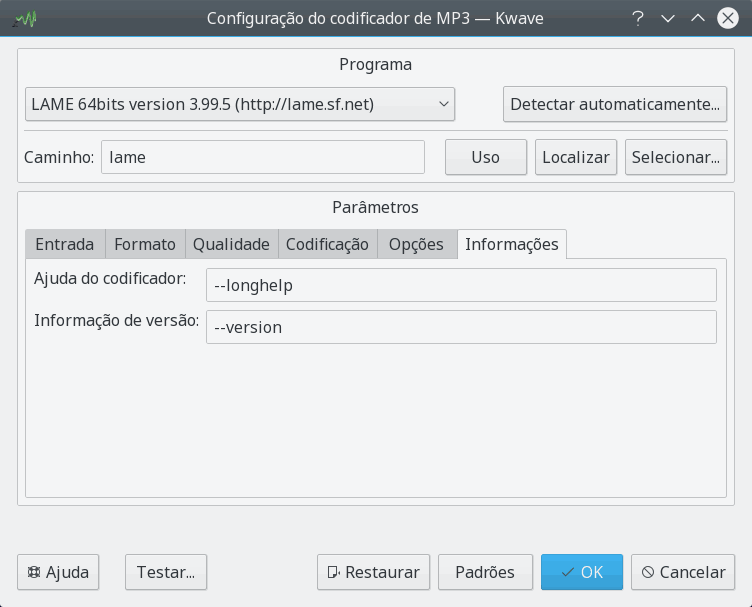 Configuração do codificador de MP3 — Kwave
Programa
LAME 64bits version 3.99.5 (http://lame.sf.net) Detectar automaticamente...
Caminho: lame Uso Localizar Selecionar...
Parâmetros
Entrada Formato Qualidade Codificação Opções Informações
Ajuda do codificador: --longhelp
Informação de versão: --version
Ajuda Testar... Restaurar Padrões OK Cancelar